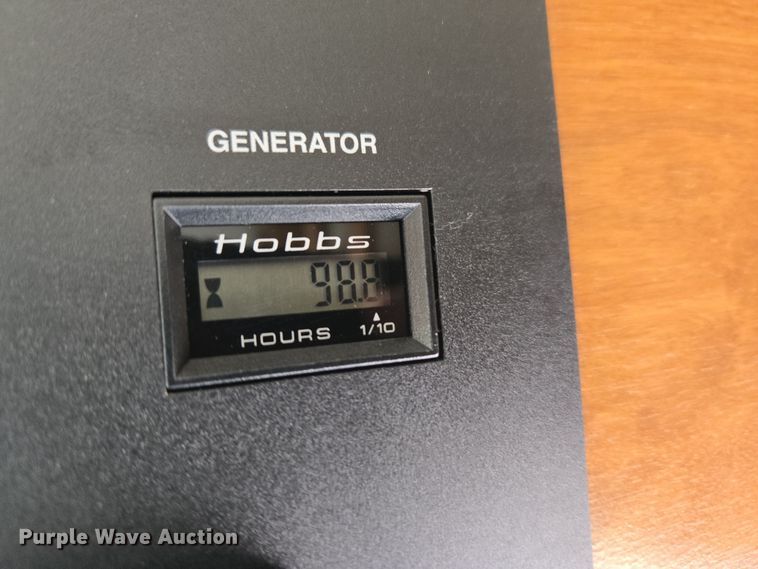 GENERATOR
Hobbs
98.8
HOURS 1/10
Purple Wave Auction